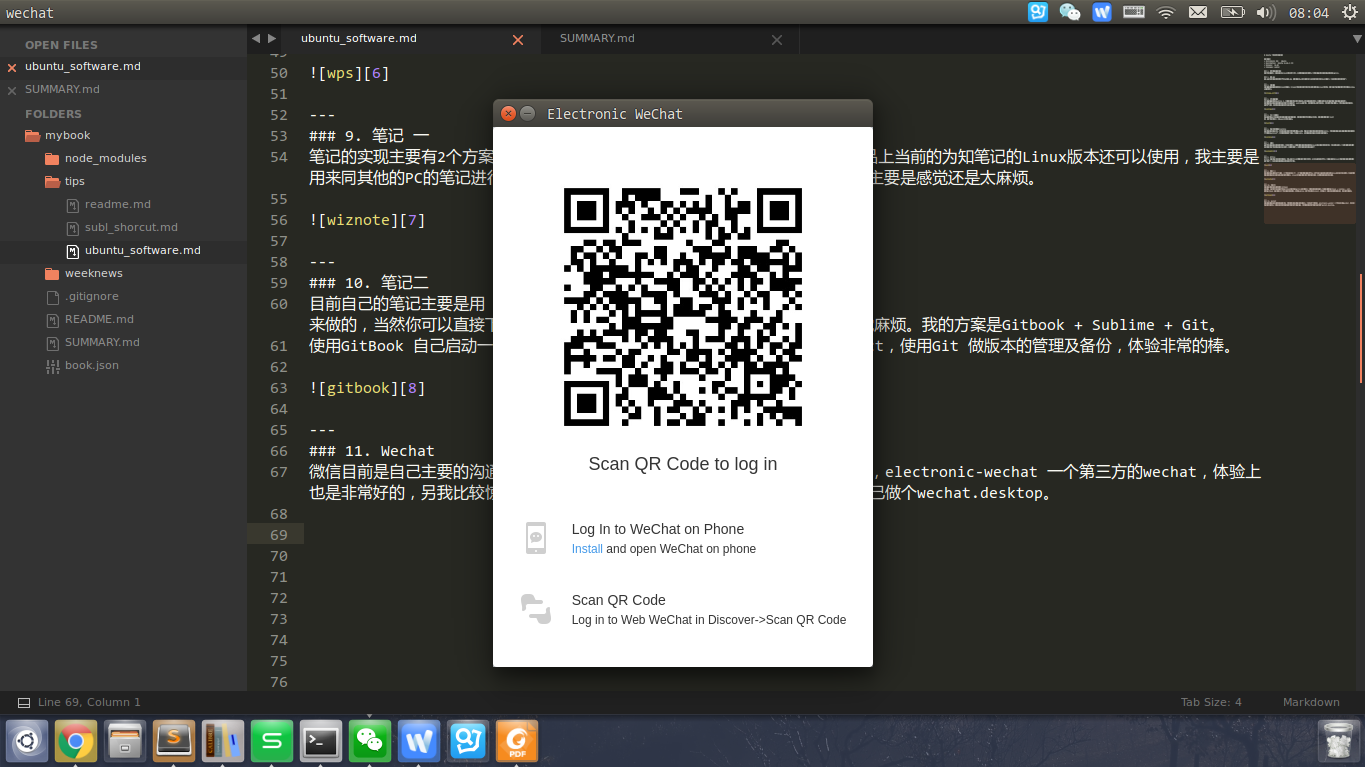 wechat
08:04
OPEN FILES
ubuntu_software.md
SUMMARY.md
FOLDERS
mybook
node_modules
tips
readme.md
subl_shorcut.md
ubuntu_software.md
weeknews
.gitignore
README.md
SUMMARY.md
book.json
ubuntu_software.md
SUMMARY.md
50 ![wps][6]
51
52 ---
53 ### 9. 笔记 一
54 笔记的实现主要有2个方案 上当前的为知笔记的Linux版本还可以使用，我主要是
用来同其他的PC的笔记进行 主要是感觉还是太麻烦。
55
56 ![wiznote][7]
57
58 ---
59 ### 10. 笔记二
60 目前自己的笔记主要是用
来做的，当然你可以直接下 麻烦。我的方案是Gitbook + Sublime + Git。
61 使用GitBook 自己启动一 ，使用Git 做版本的管理及备份，体验非常的棒。
62
63 ![gitbook][8]
64
65 ---
66 ### 11. Wechat
67 微信目前是自己主要的沟通 ，electronic-wechat 一个第三方的wechat，体验上
也是非常好的，另我比较惊 己做个wechat.desktop。
68
69
70
71
72
73
74
75
76
Electronic WeChat
Scan QR Code to log in
Log In to WeChat on Phone
Install and open WeChat on phone
Scan QR Code
Log in to Web WeChat in Discover->Scan QR Code
Line 69, Column 1
Tab Size: 4
Markdown
PDF